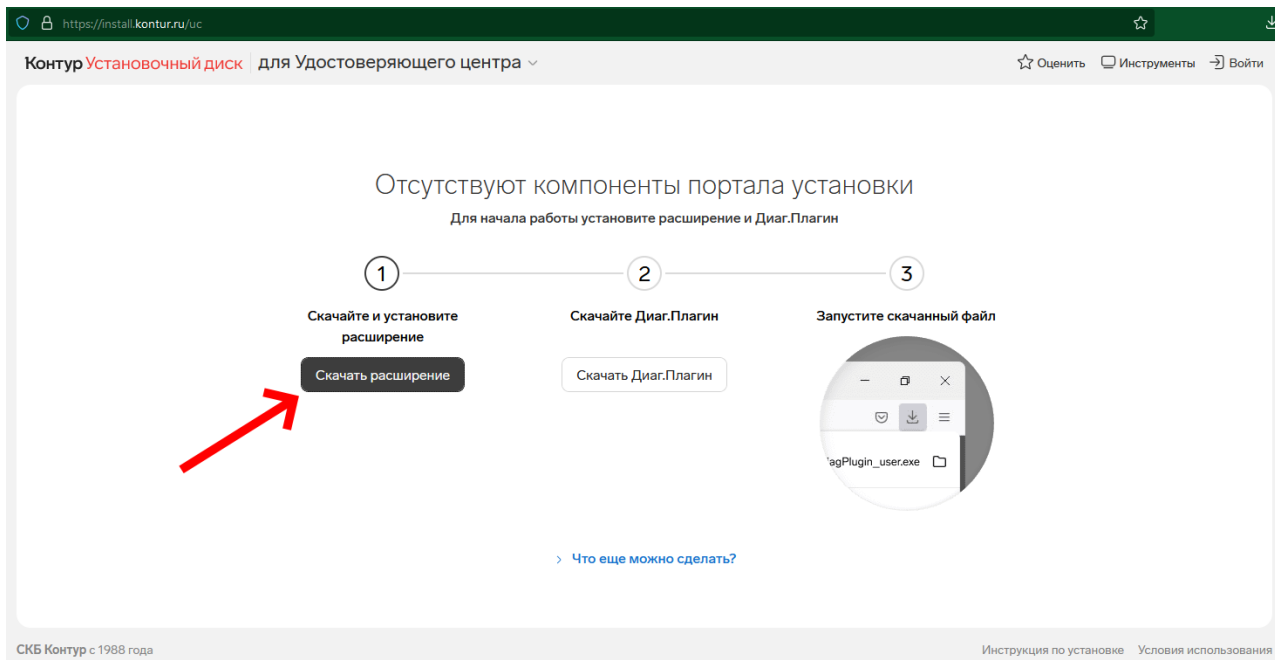 https://install.kontur.ru/uc
Контур Установочный диск для Удостоверяющего центра
Оценить Инструменты Войти
Отсутствуют компоненты портала установки
Для начала работы установите расширение и Диаг.Плагин
1 2 3
Скачайте и установите расширение
Скачайте Диаг.Плагин
Запустите скачанный файл
Скачать расширение
Скачать Диаг.Плагин
agPlugin_user.exe
Что еще можно сделать?
СКБ Контур с 1988 года
Инструкция по установке Условия использования